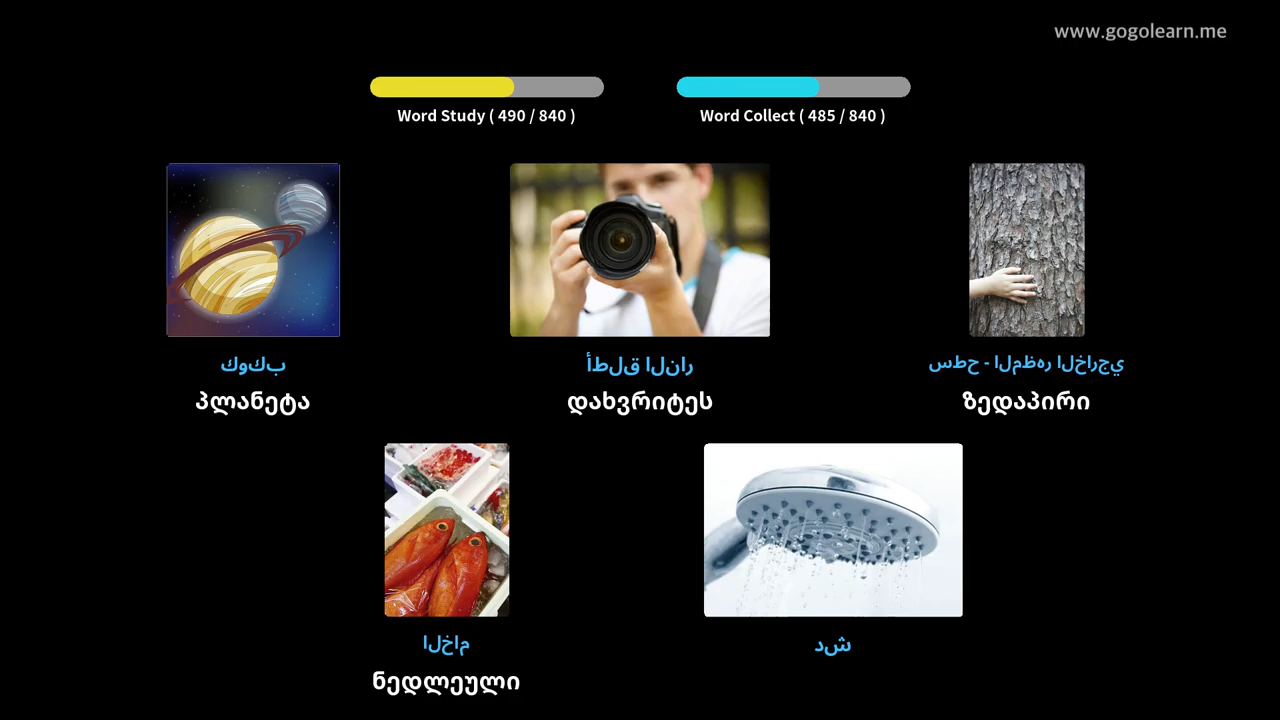 www.gogolearn.me
Word Study ( 490 / 840 )
Word Collect ( 485 / 840 )
كوكب
أطلق النار
سطح - المظهر الخارجي
პლანეტა
დახვრიტეს
ზედაპირი
الخام
دش
ნედლეული